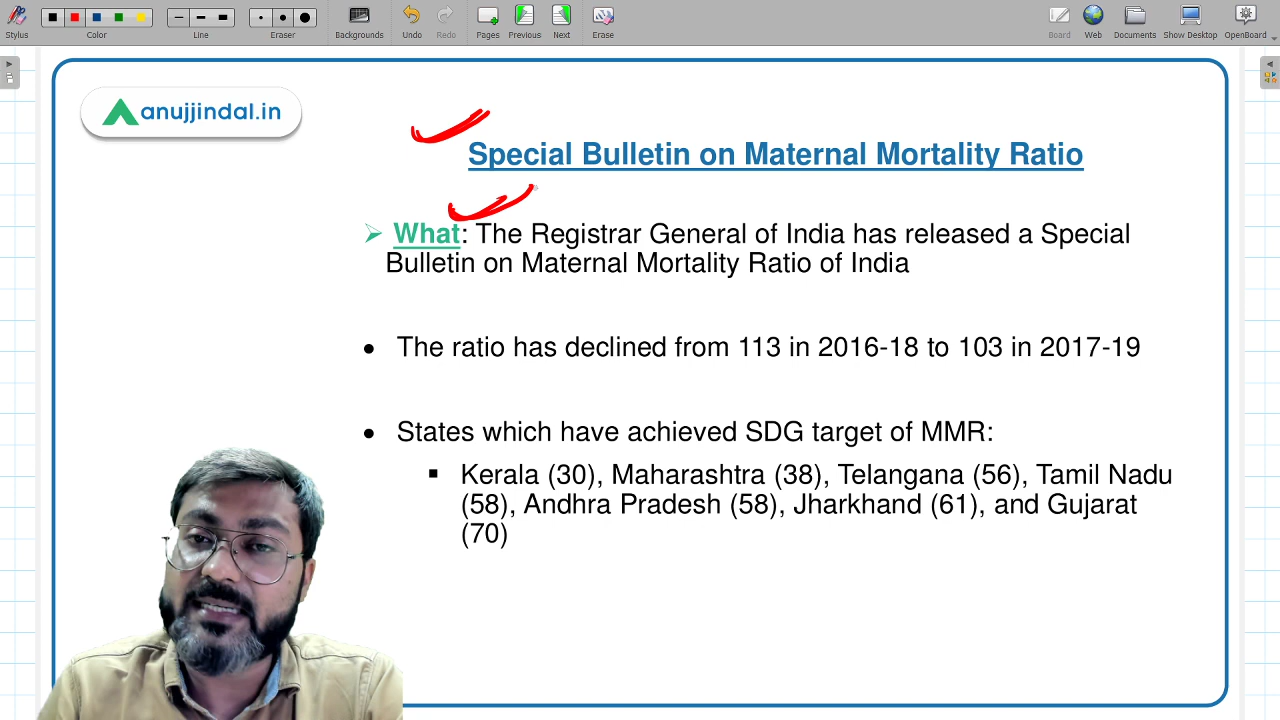 Stylus
Color
Line
Eraser
Backgrounds
Undo
Redo
Pages
Previous
Next
Erase
Board
Web
Documents
Show Desktop
OpenBoard
anujjindal.in
Special Bulletin on Maternal Mortality Ratio
➢ What: The Registrar General of India has released a Special
Bulletin on Maternal Mortality Ratio of India
• The ratio has declined from 113 in 2016-18 to 103 in 2017-19
• States which have achieved SDG target of MMR:
▪ Kerala (30), Maharashtra (38), Telangana (56), Tamil Nadu
(58), Andhra Pradesh (58), Jharkhand (61), and Gujarat
(70)